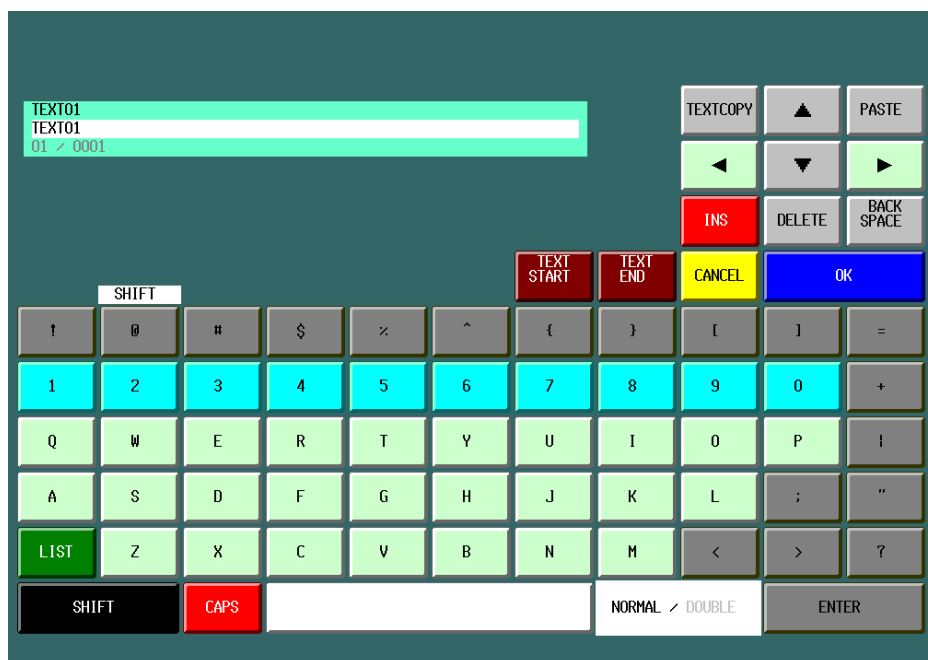 TEXT01
TEXT01
01 / 0001
TEXTCOPY ▲ PASTE
◀ ▼ ▶
INS DELETE BACK SPACE
TEXT START TEXT END CANCEL OK
SHIFT
! @ # $ % ^ { } [ ] =
1 2 3 4 5 6 7 8 9 0 +
Q W E R T Y U I O P |
A S D F G H J K L ; "
LIST Z X C V B N M < > ?
SHIFT CAPS NORMAL / DOUBLE ENTER